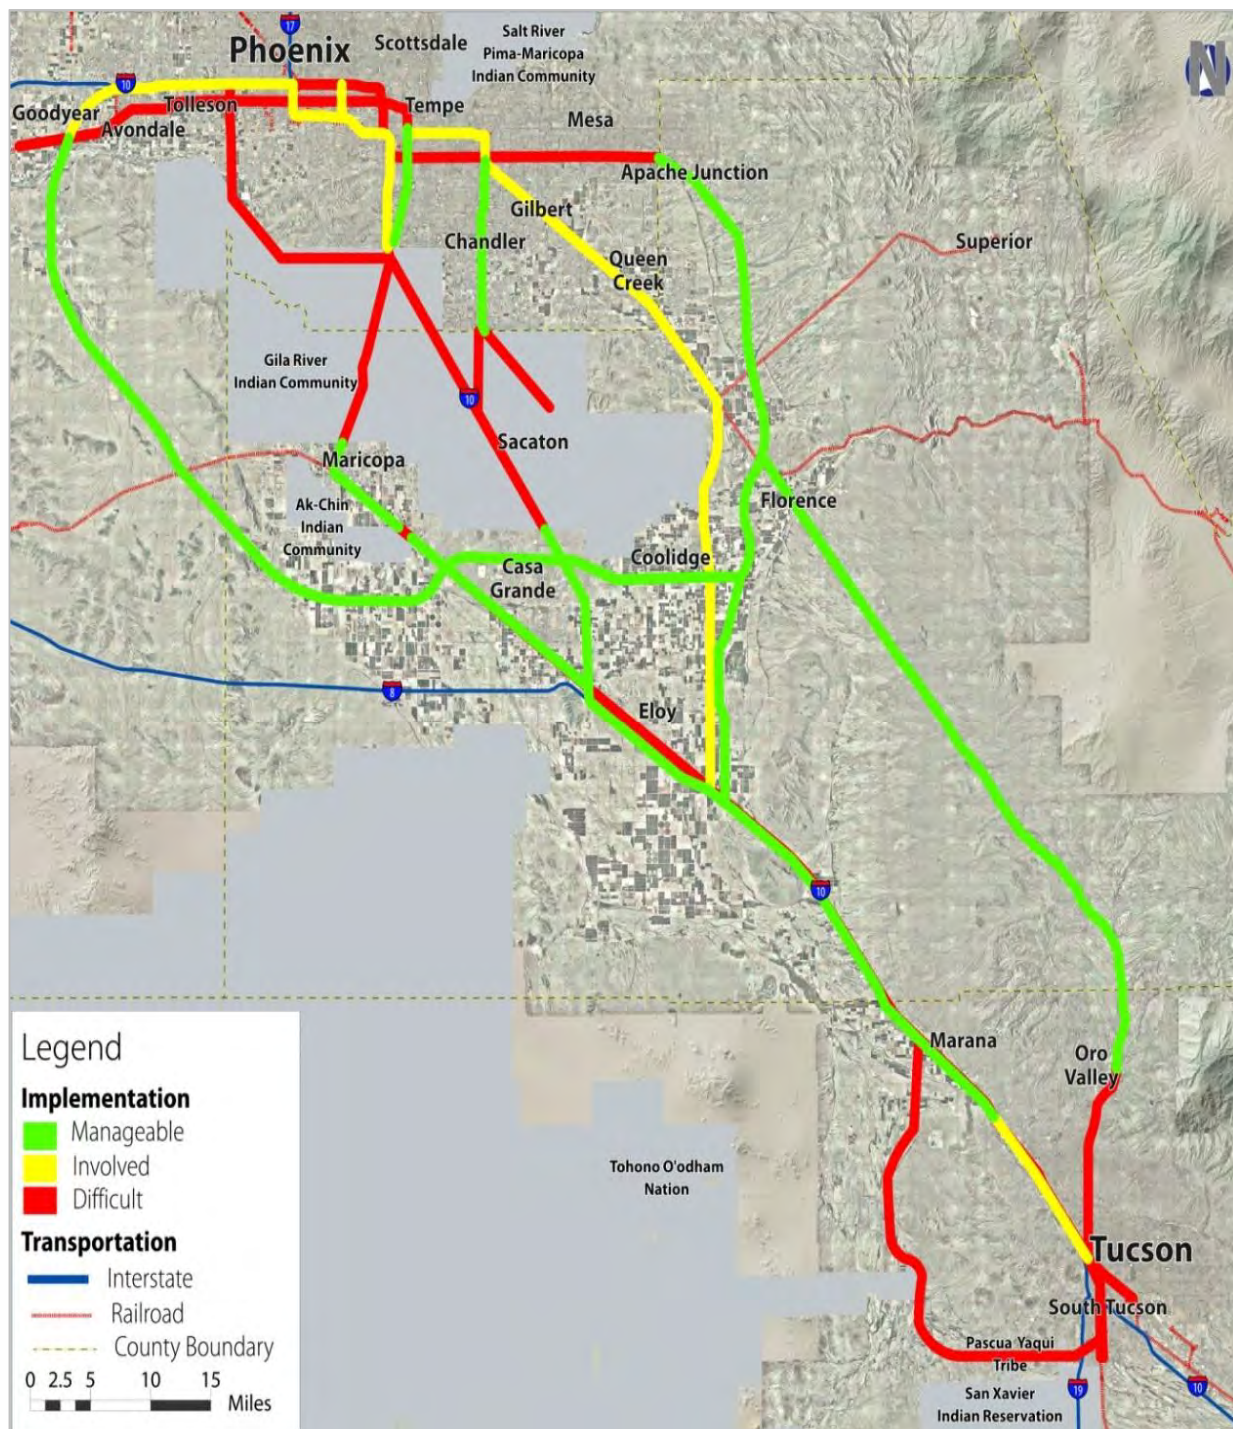 17
Phoenix
Scottsdale
Salt River
Pima-Maricopa
Indian Community
N
10
Goodyear
Tolleson
Tempe
Avondale
Mesa
Apache Junction
Gilbert
Chandler
Superior
Queen
Creek
Gila River
Indian Community
10
Sacaton
Maricopa
Ak-Chin
Indian
Community
Florence
Coolidge
Casa
Grande
8
Eloy
10
Marana
Oro
Valley
Tohono O'odham
Nation
Tucson
South Tucson
Pascua Yaqui
Tribe
19
10
San Xavier
Indian Reservation
Legend
Implementation
Manageable
Involved
Difficult
Transportation
Interstate
Railroad
County Boundary
0 2.5 5 10 15
Miles